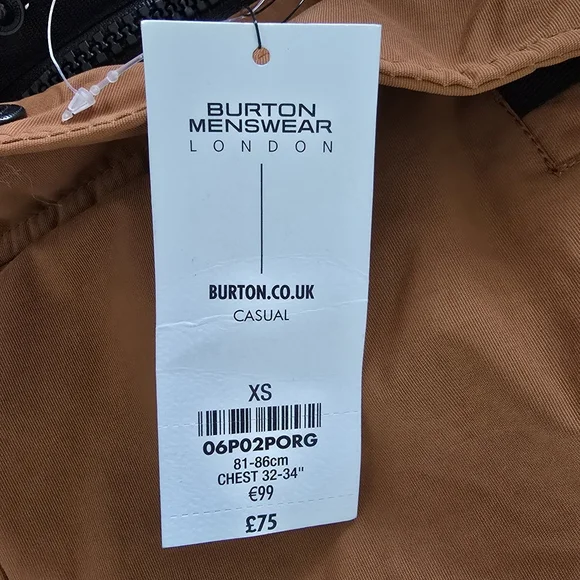 BURTON
MENSWEAR
LONDON
BURTON.CO.UK
CASUAL
XS
06P02PORG
81-86cm
CHEST 32-34"
€99
£75